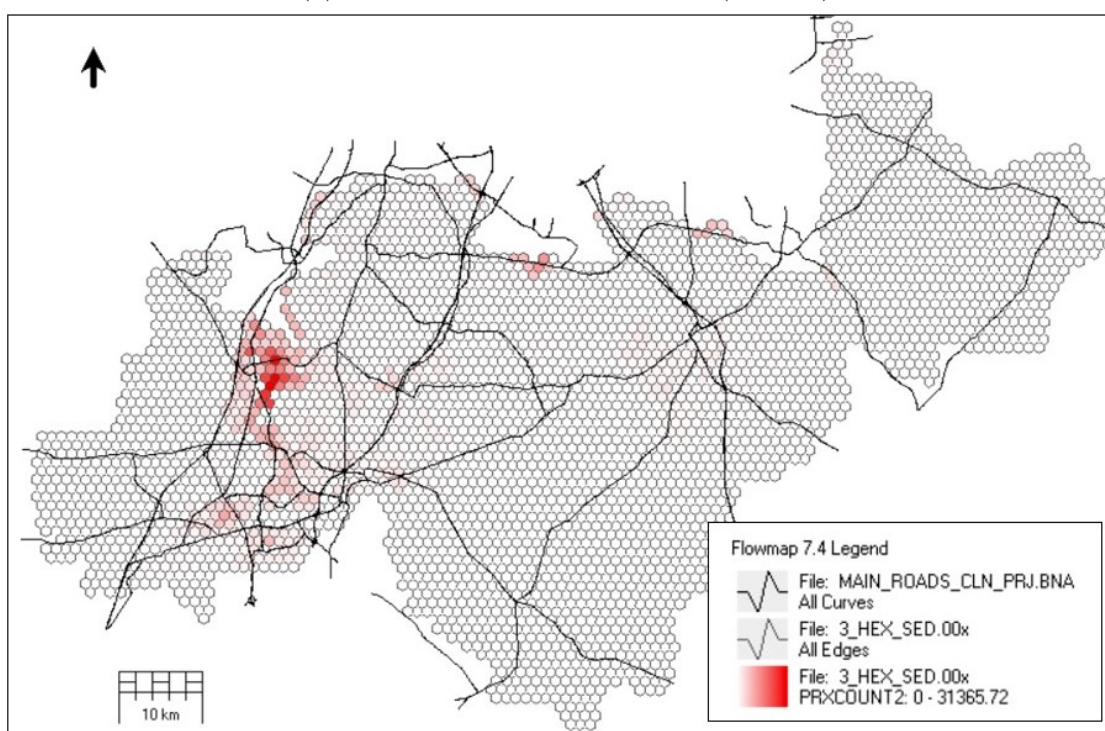 10 km
Flowmap 7.4 Legend
File: MAIN_ROADS_CLN_PRJ.BNA
All Curves
File: 3_HEX_SED.00x
All Edges
File: 3_HEX_SED.00x
PRXCOUNT2: 0 - 31365.72